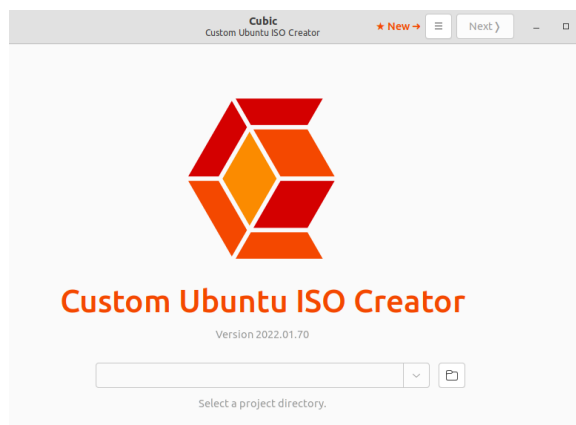 Cubic
Custom Ubuntu ISO Creator
★ New →
Next ⟩
Custom Ubuntu ISO Creator
Version 2022.01.70
Select a project directory.